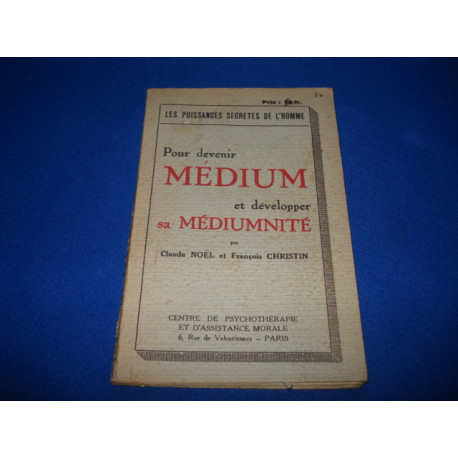 Prix : fr.
LES PUISSANCES SECRÈTES DE L'HOMME
Pour devenir
MÉDIUM
et développer
sa MÉDIUMNITÉ
par
Claude NOËL et François CHRISTIN
CENTRE DE PSYCHOTHÉRAPIE
ET D'ASSISTANCE MORALE
6, Rue de Valenciennes — PARIS